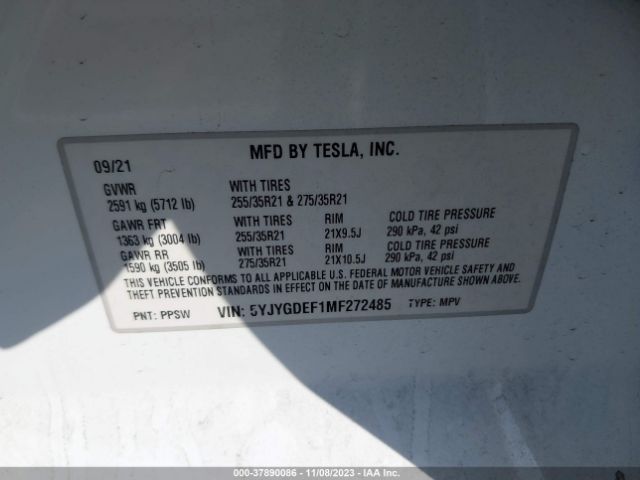 MFD BY TESLA, INC.
09/21
GVWR WITH TIRES
2591 kg (5712 lb) 255/35R21 & 275/35R21
GAWR FRT WITH TIRES RIM COLD TIRE PRESSURE
1363 kg (3004 lb) 255/35R21 21X9.5J 290 kPa, 42 psi
GAWR RR WITH TIRES RIM COLD TIRE PRESSURE
1590 kg (3505 lb) 275/35R21 21X10.5J 290 kPa, 42 psi
THIS VEHICLE CONFORMS TO ALL APPLICABLE U.S. FEDERAL MOTOR VEHICLE SAFETY AND
THEFT PREVENTION STANDARDS IN EFFECT ON THE DATE OF MANUFACTURE SHOWN ABOVE.
PNT: PPSW VIN: 5YJYGDEF1MF272485 TYPE: MPV
000-37890086 - 11/08/2023 - IAA Inc.